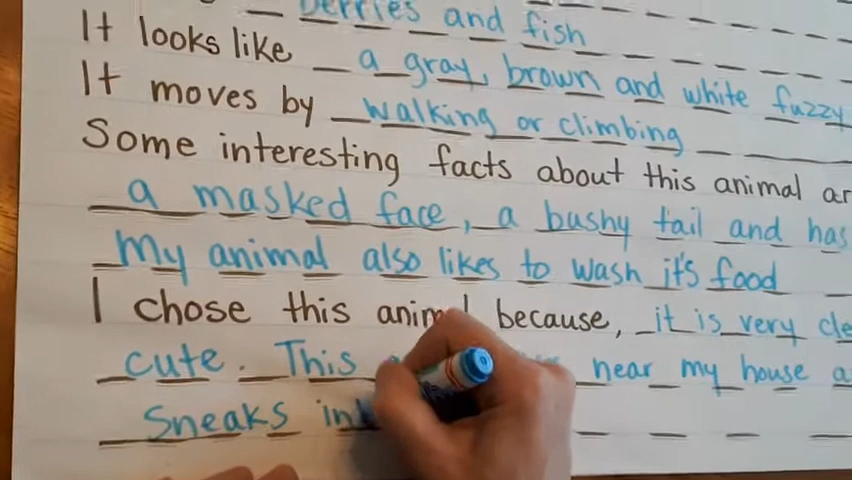 berries and fish
It looks like a gray, brown and white fuzzy
It moves by walking or climbing
Some interesting facts about this animal
a masked face, a bushy tail and has
My animal also likes to wash it's food
I chose this animal because, it is very
cute. This near my house
Sneaks